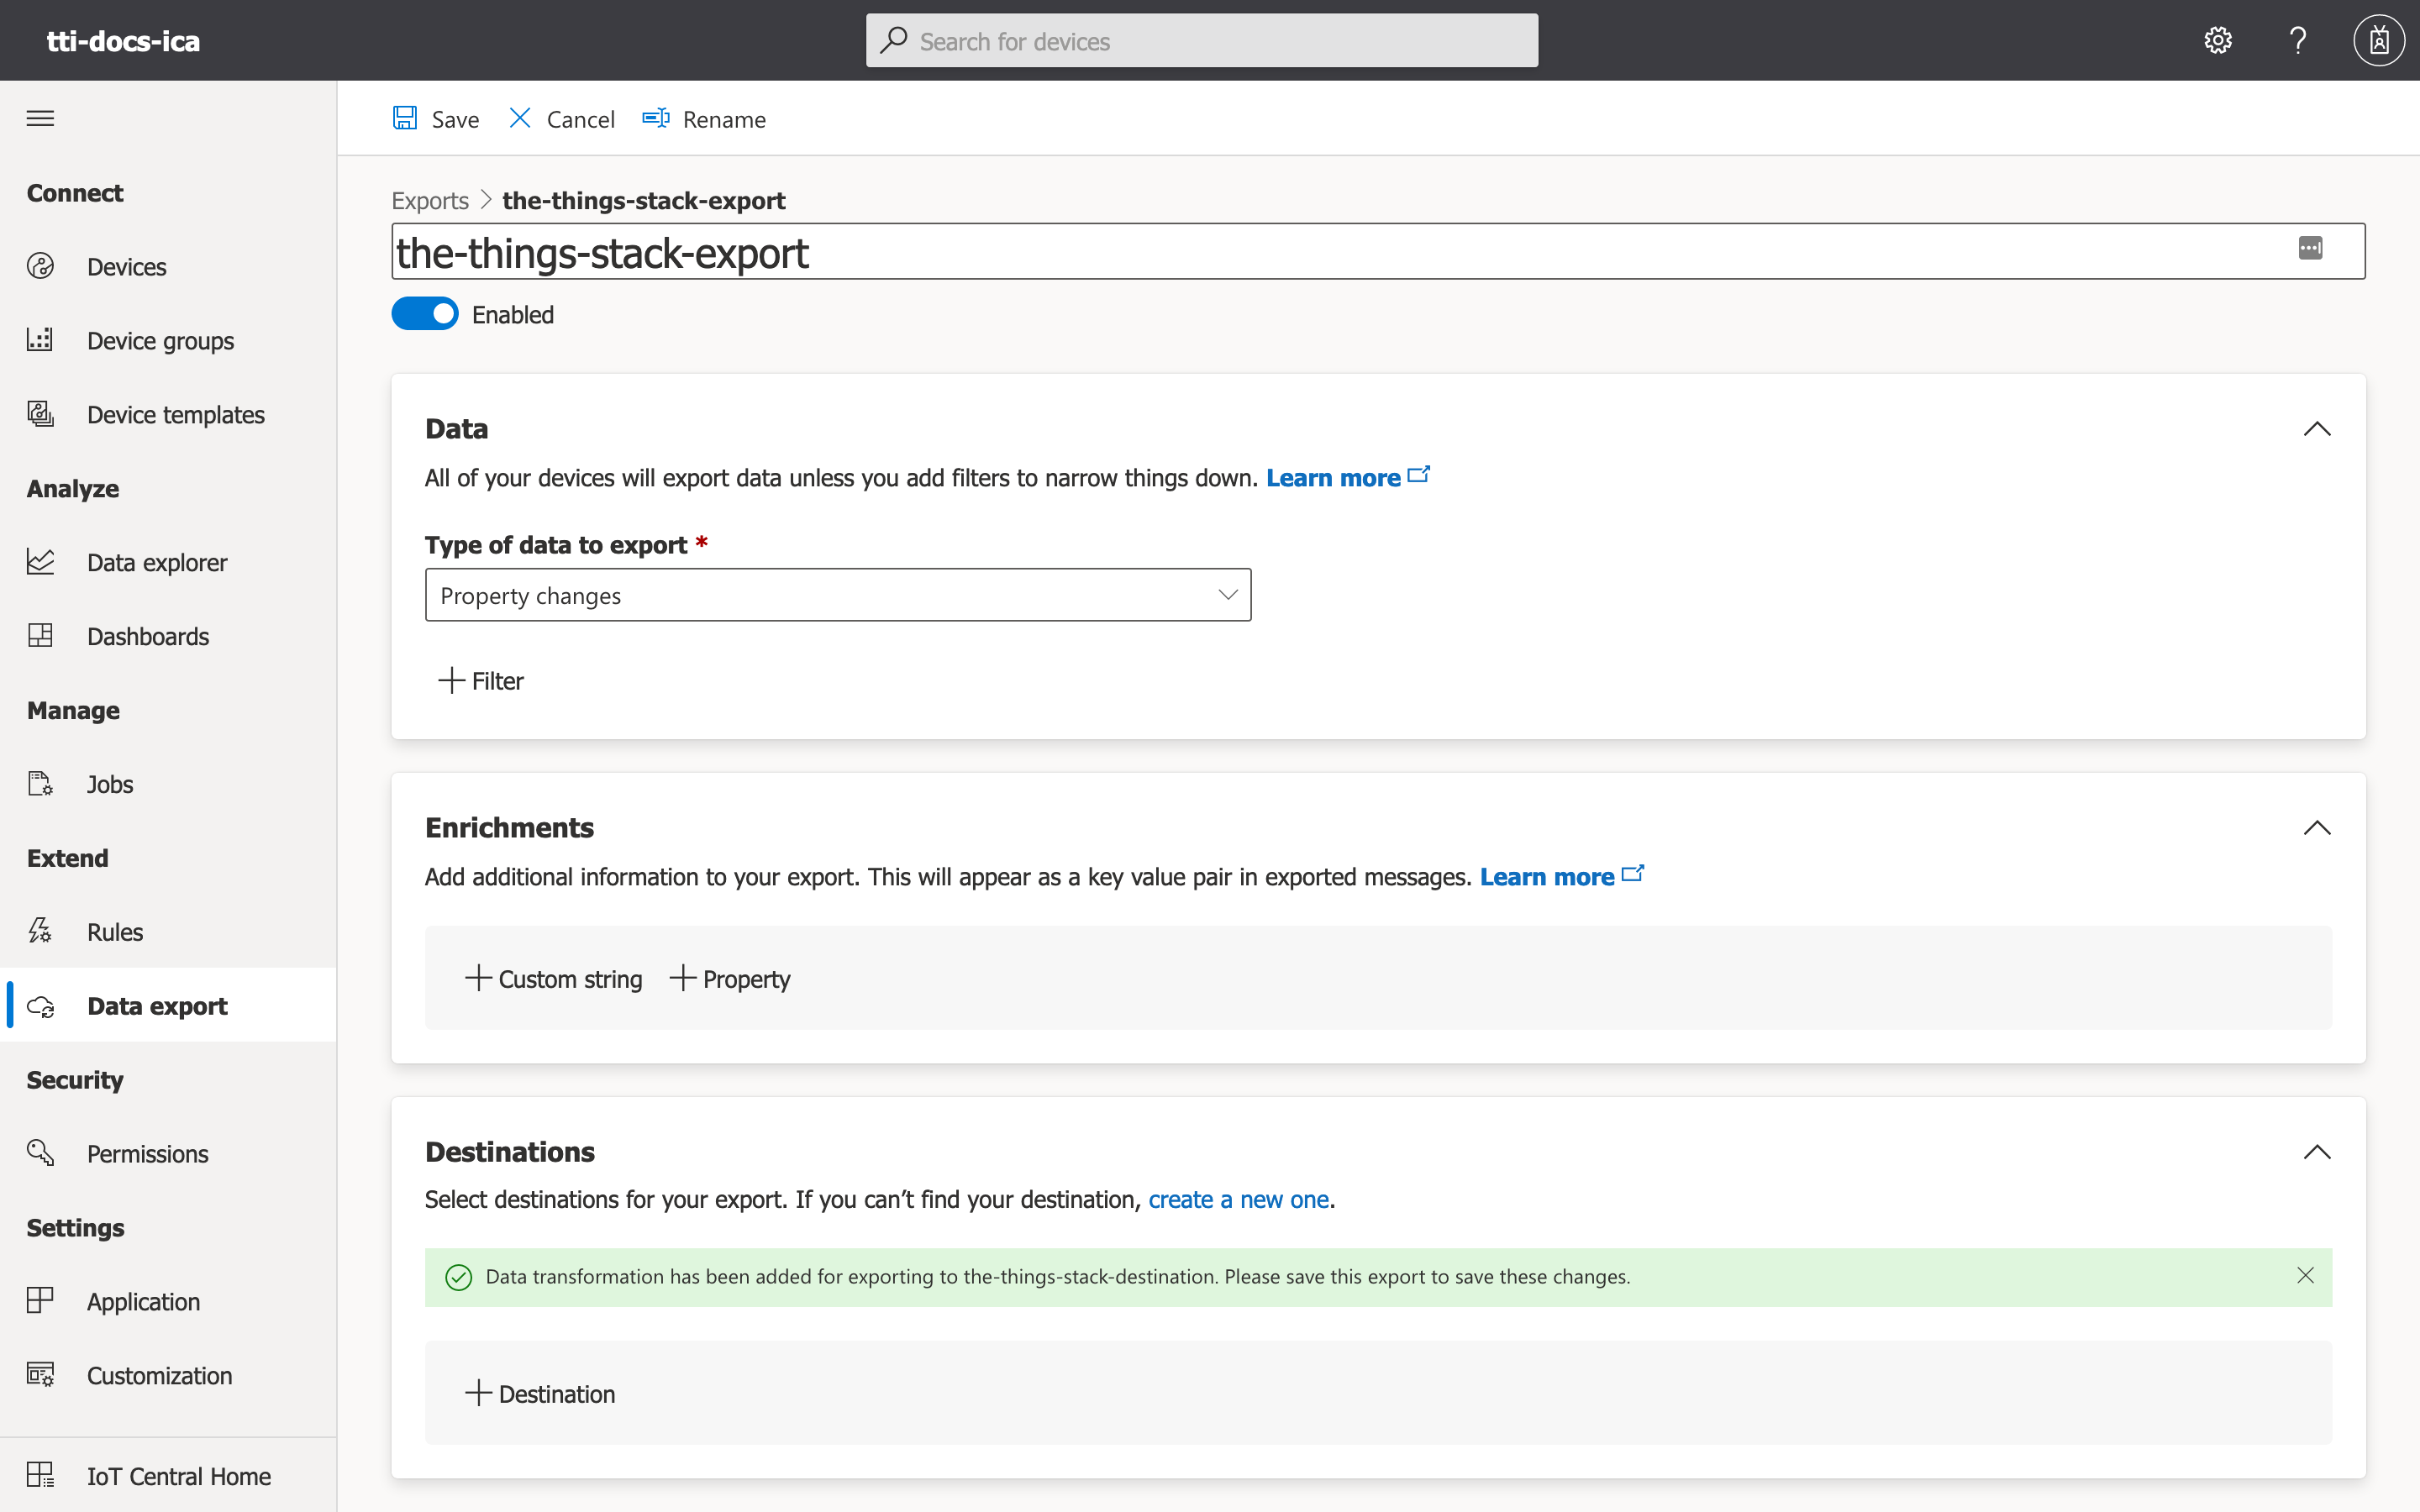 tti-docs-ica
Search for devices
Save Cancel Rename
Connect
Devices
Device groups
Device templates
Analyze
Data explorer
Dashboards
Manage
Jobs
Extend
Rules
Data export
Security
Permissions
Settings
Application
Customization
IoT Central Home
Exports > the-things-stack-export
the-things-stack-export
Enabled
Data
All of your devices will export data unless you add filters to narrow things down. Learn more
Type of data to export *
Property changes
+ Filter
Enrichments
Add additional information to your export. This will appear as a key value pair in exported messages. Learn more
+ Custom string + Property
Destinations
Select destinations for your export. If you can’t find your destination, create a new one.
Data transformation has been added for exporting to the-things-stack-destination. Please save this export to save these changes.
+ Destination